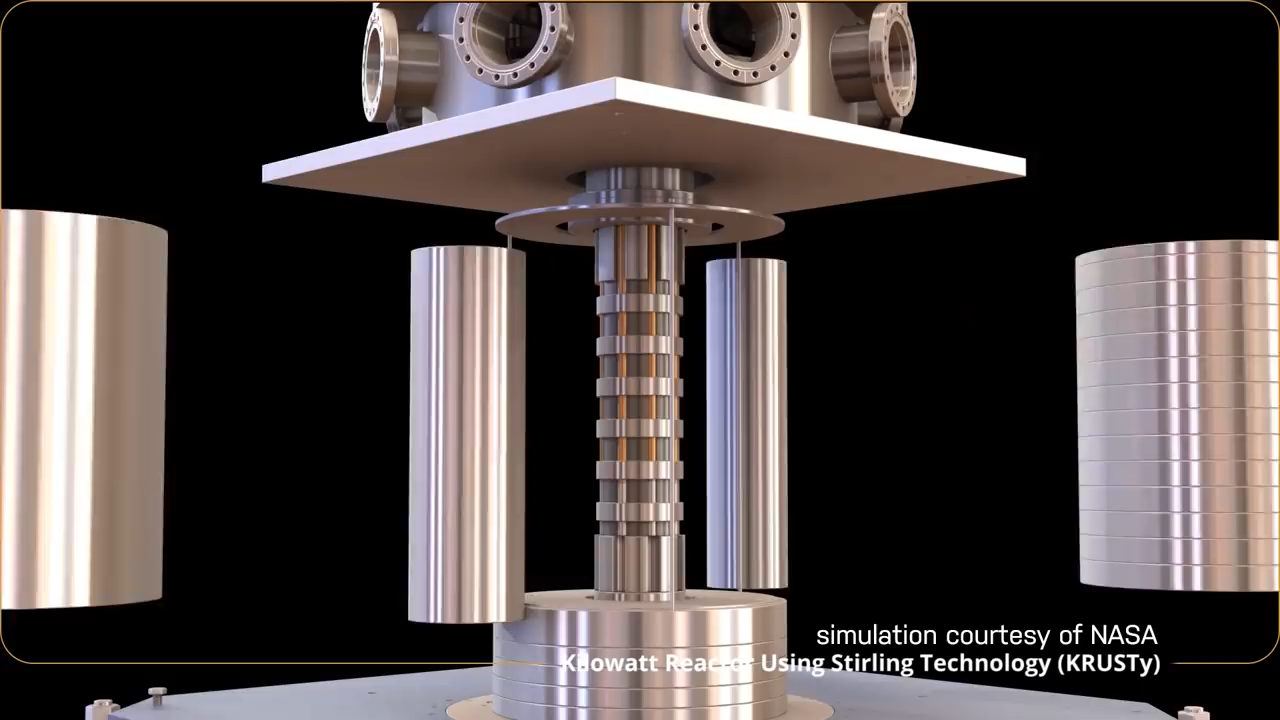 simulation courtesy of NASA
Kilowatt Reactor Using Stirling Technology (KRUSTy)